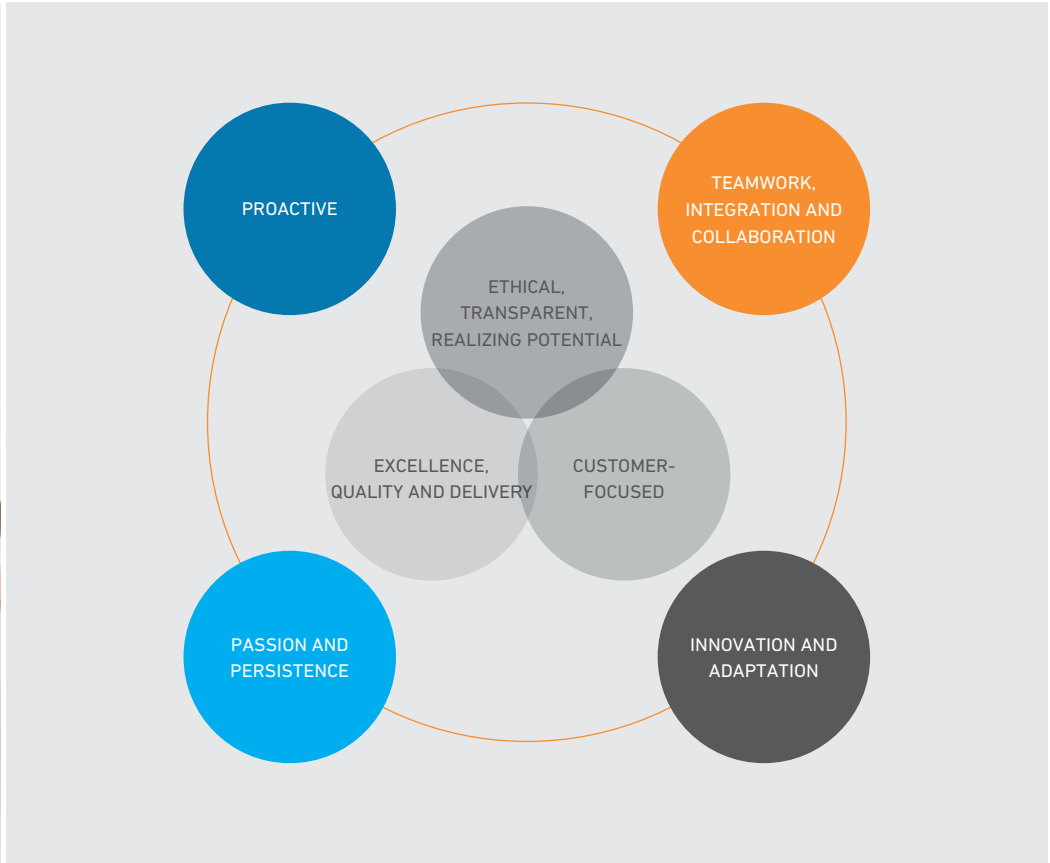 PROACTIVE
TEAMWORK,
INTEGRATION AND
COLLABORATION
ETHICAL,
TRANSPARENT,
REALIZING POTENTIAL
EXCELLENCE,
QUALITY AND DELIVERY
CUSTOMER-
FOCUSED
PASSION AND
PERSISTENCE
INNOVATION AND
ADAPTATION